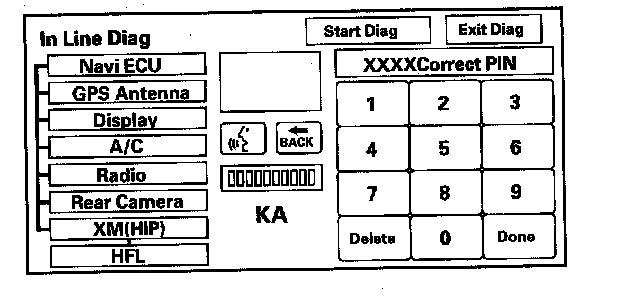 In Line Diag
Start Diag
Exit Diag
Navi ECU
GPS Antenna
Display
A/C
Radio
Rear Camera
XM(HIP)
HFL
BACK
KA
XXXXCorrect PIN
1 2 3
4 5 6
7 8 9
Delete 0 Done